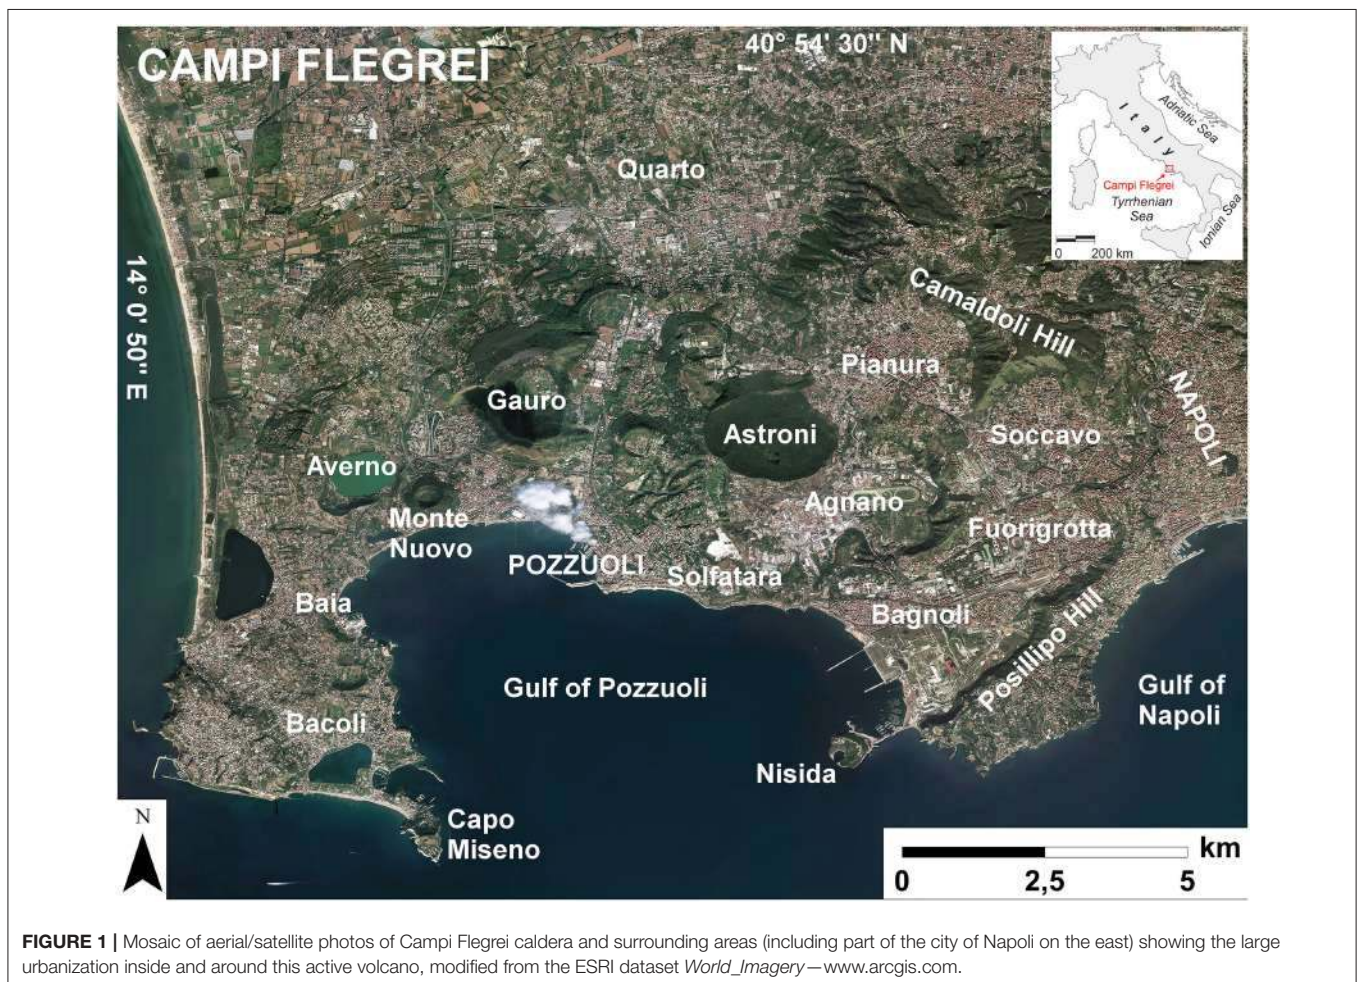 CAMPI FLEGREI
40° 54' 30'' N
14° 0' 50'' E
Italy
Adriatic Sea
Campi Flegrei
Tyrrhenian
Sea
Ionian Sea
0 200 km
Quarto
Camaldoli Hill
Pianura
NAPOLI
Gauro
Astroni
Soccavo
Averno
Agnano
Monte
Nuovo
Fuorigrotta
POZZUOLI
Solfatara
Baia
Bagnoli
Posillipo Hill
Gulf of Pozzuoli
Gulf of
Napoli
Bacoli
Nisida
Capo
Miseno
N
km
0 2,5 5
FIGURE 1 | Mosaic of aerial/satellite photos of Campi Flegrei caldera and surrounding areas (including part of the city of Napoli on the east) showing the large
urbanization inside and around this active volcano, modified from the ESRI dataset World_Imagery—www.arcgis.com.